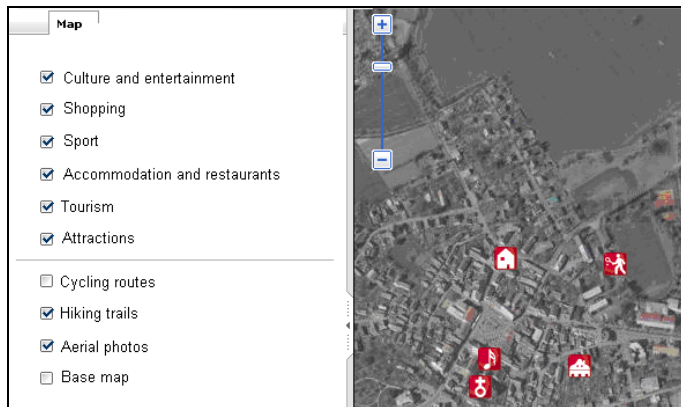 Map
Culture and entertainment
Shopping
Sport
Accommodation and restaurants
Tourism
Attractions
Cycling routes
Hiking trails
Aerial photos
Base map